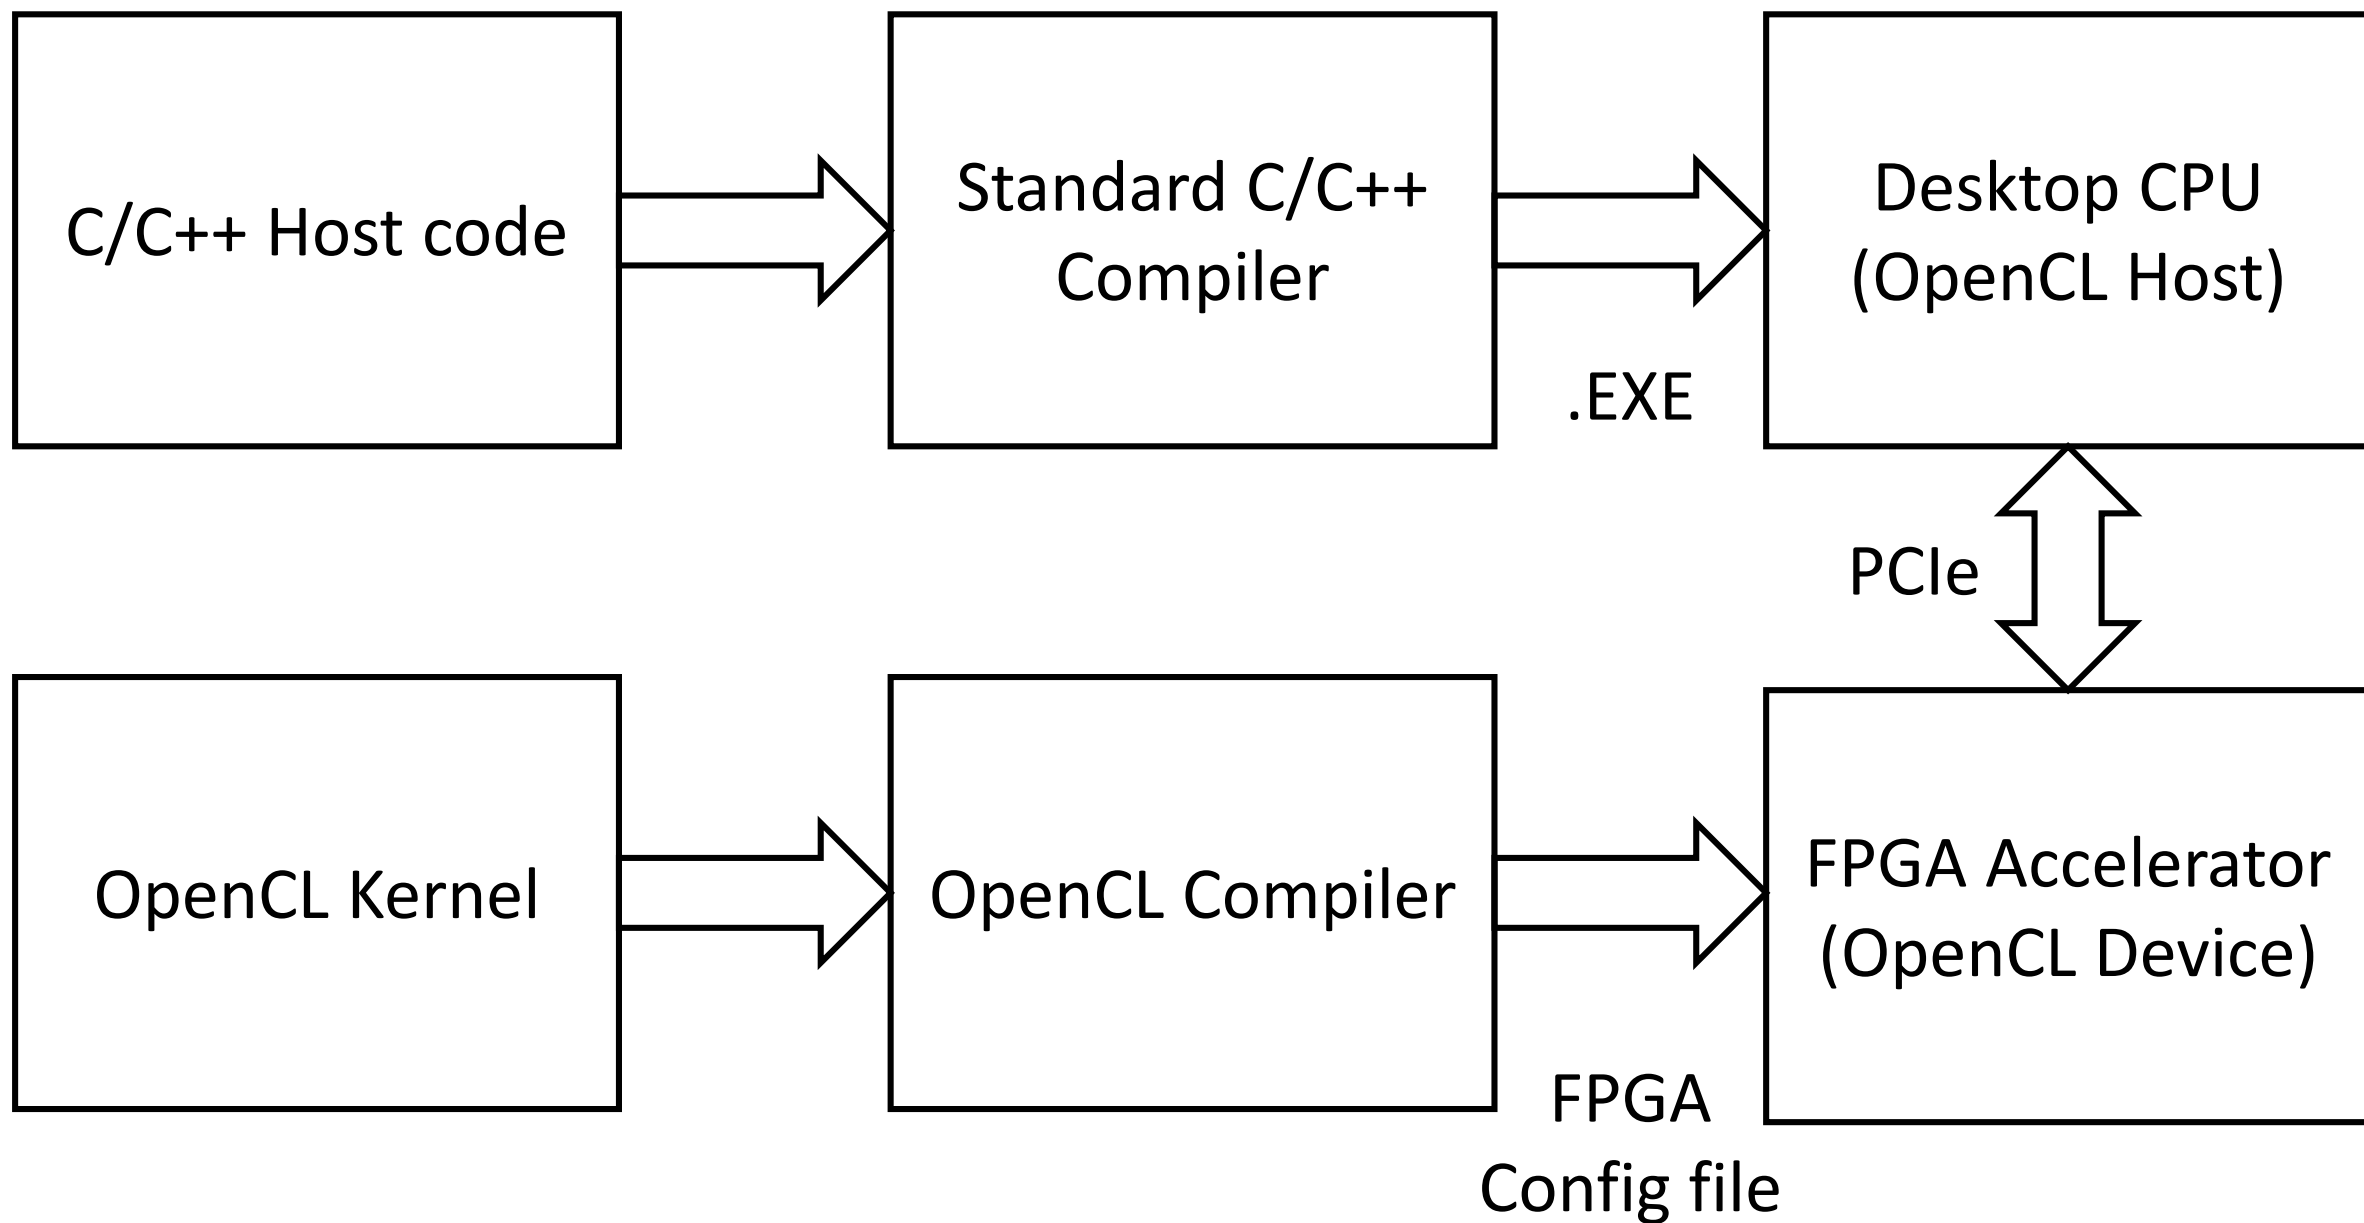 C/C++ Host code
Standard C/C++
Compiler
.EXE
Desktop CPU
(OpenCL Host)
PCIe
OpenCL Kernel
OpenCL Compiler
FPGA
Config file
FPGA Accelerator
(OpenCL Device)